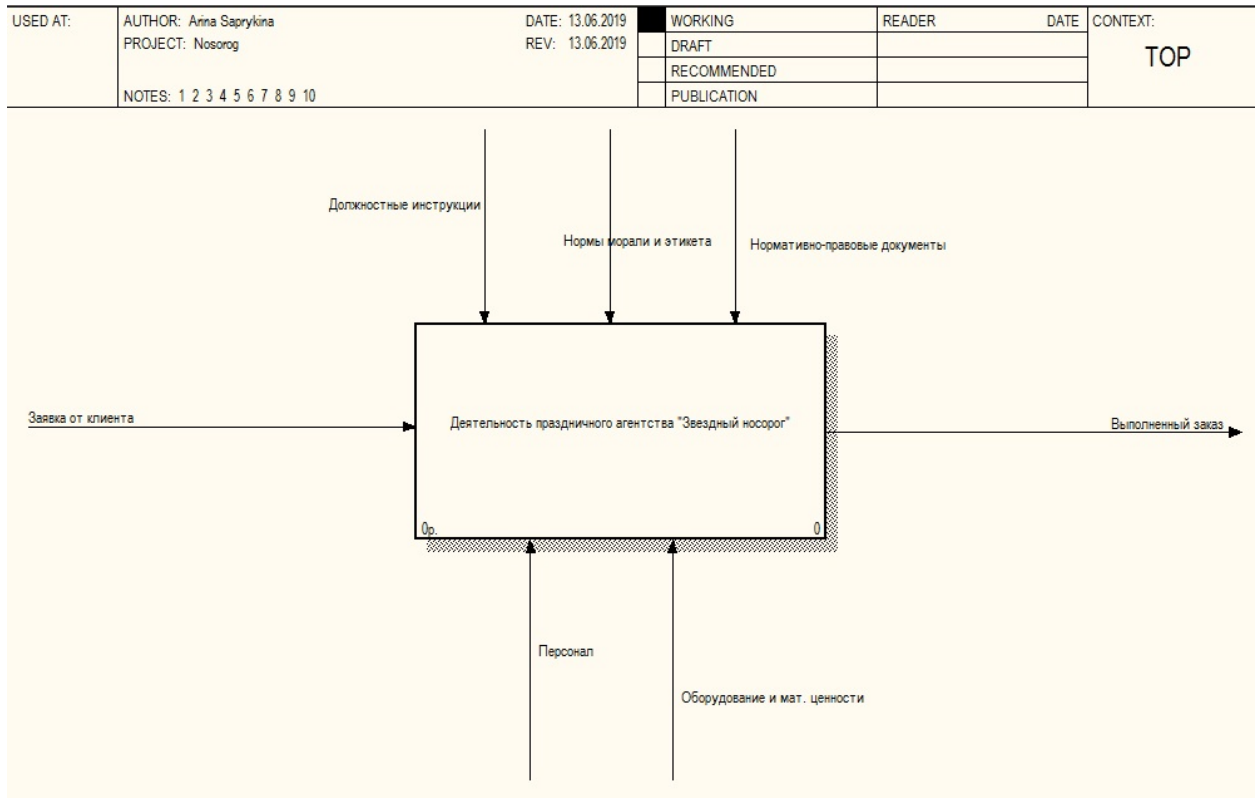 USED AT:
AUTHOR: Arina Saprykina
DATE: 13.06.2019
WORKING
READER
DATE
CONTEXT:
PROJECT: Nosorog
REV: 13.06.2019
DRAFT
TOP
RECOMMENDED
NOTES: 1 2 3 4 5 6 7 8 9 10
PUBLICATION
Должностные инструкции
Нормы морали и этикета
Нормативно-правовые документы
Заявка от клиента
Деятельность праздничного агентства "Звездный носорог"
Выполненный заказ
0р.
0
Персонал
Оборудование и мат. ценности